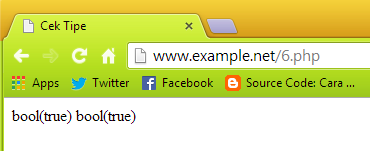 Cek Tipe
www.example.net/6.php
Apps Twitter Facebook Source Code: Cara ...
bool(true) bool(true)